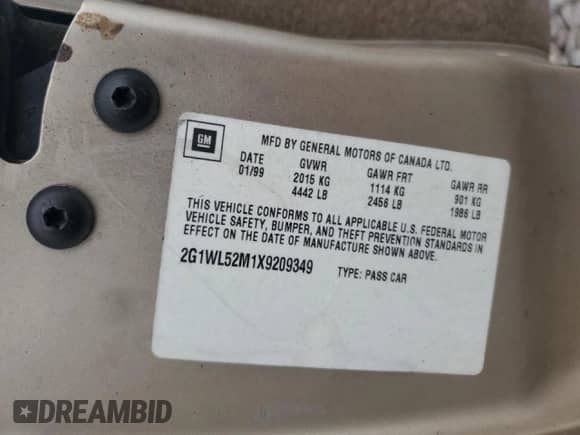 GM
MFD BY GENERAL MOTORS OF CANADA LTD.
DATE GVWR GAWR FRT GAWR RR
01/99 2015 KG 1114 KG 901 KG
4442 LB 2456 LB 1986 LB
THIS VEHICLE CONFORMS TO ALL APPLICABLE U.S. FEDERAL MOTOR
VEHICLE SAFETY, BUMPER, AND THEFT PREVENTION STANDARDS IN
EFFECT ON THE DATE OF MANUFACTURE SHOWN ABOVE.
2G1WL52M1X9209349 TYPE: PASS CAR
DREAMBID